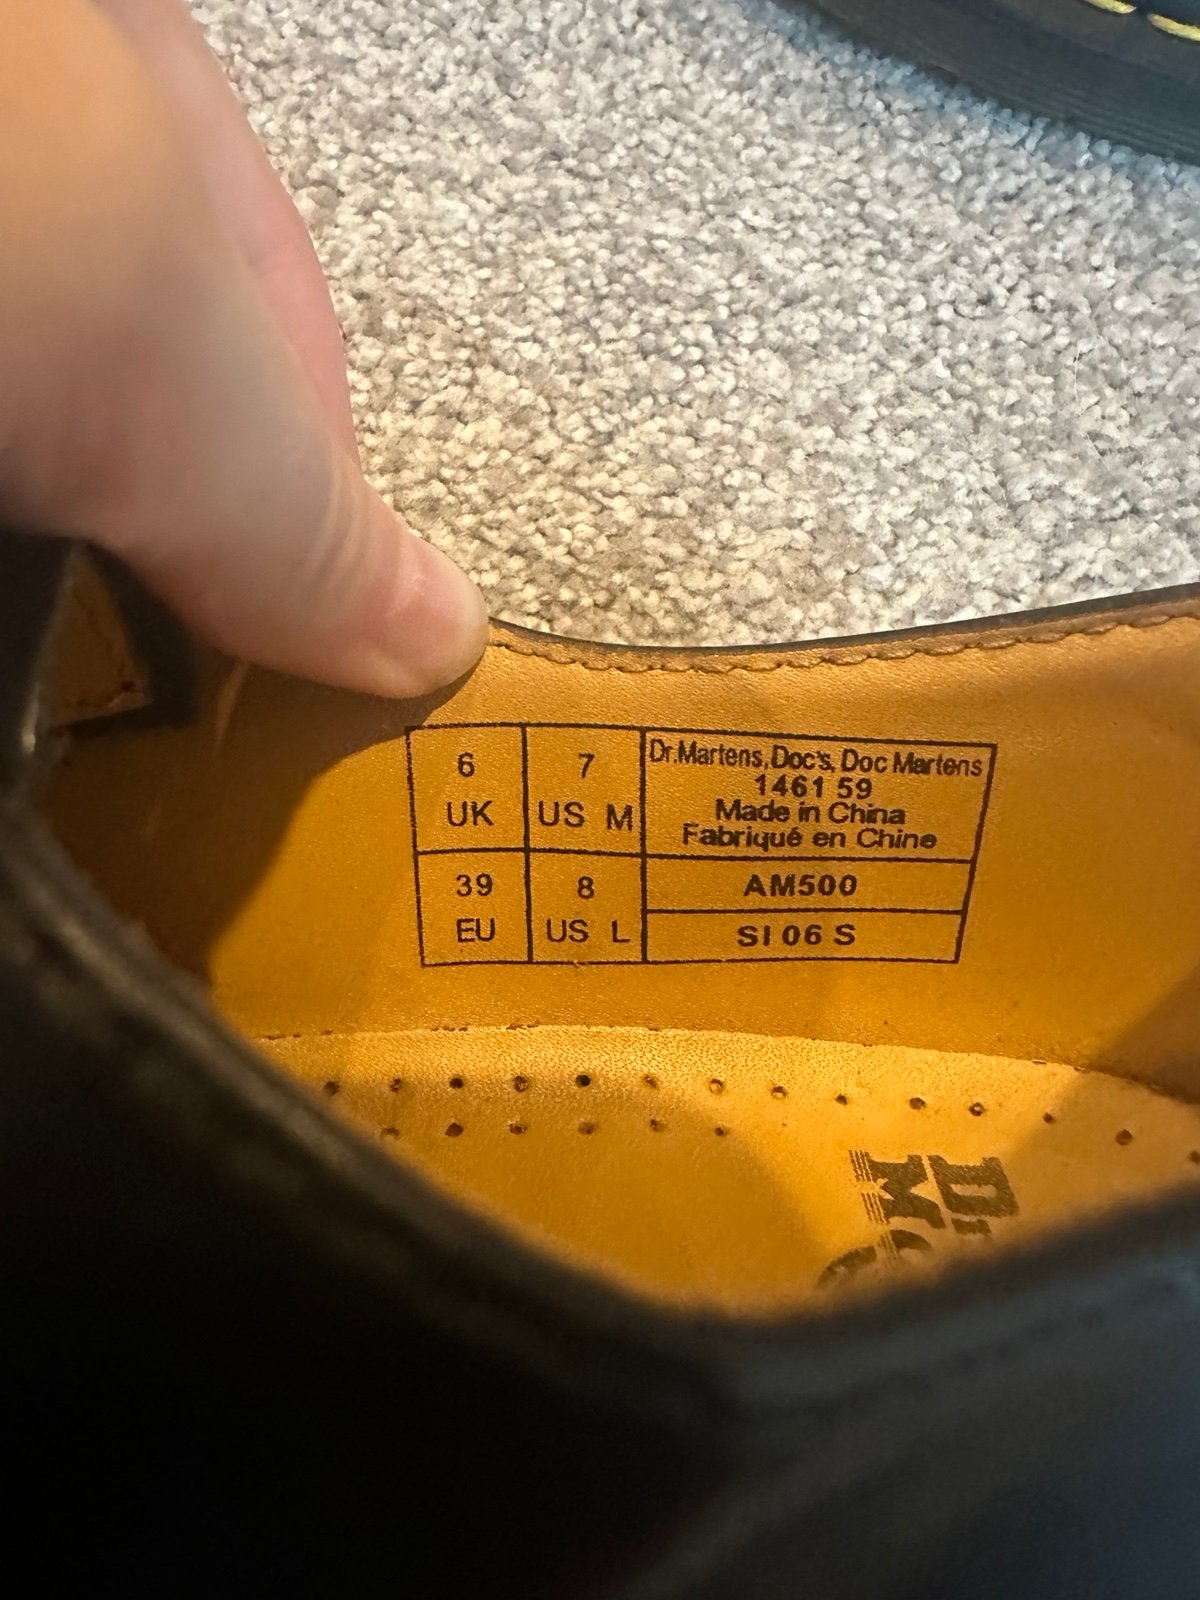 6
UK
7
US M
39
EU
8
US L
Dr.Martens, Doc's, Doc Martens
1461 59
Made in China
Fabriqué en Chine
AM500
SI 06 S
Dr.